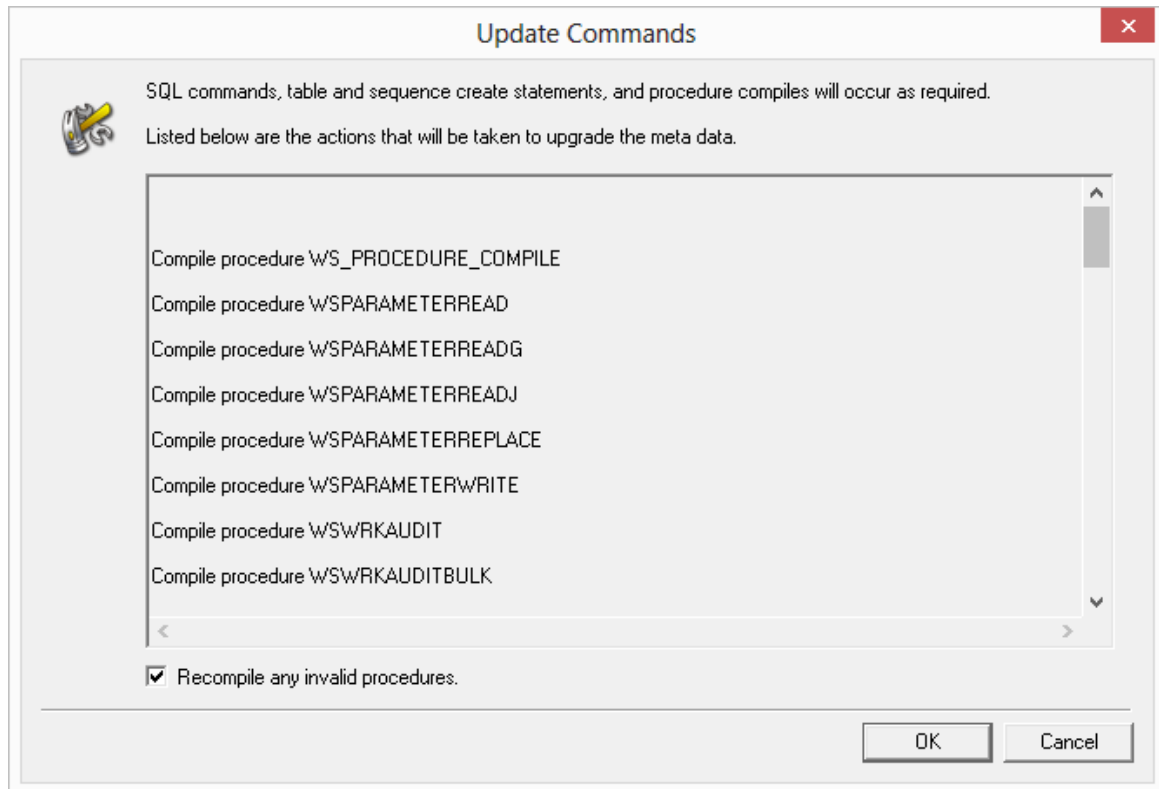 Update Commands
SQL commands, table and sequence create statements, and procedure compiles will occur as required.
Listed below are the actions that will be taken to upgrade the meta data.
Compile procedure WS_PROCEDURE_COMPILE
Compile procedure WSPARAMETERREAD
Compile procedure WSPARAMETERREADG
Compile procedure WSPARAMETERREADJ
Compile procedure WSPARAMETERREPLACE
Compile procedure WSPARAMETERWRITE
Compile procedure WSWRKAUDIT
Compile procedure WSWRKAUDITBULK
Recompile any invalid procedures.
OK Cancel